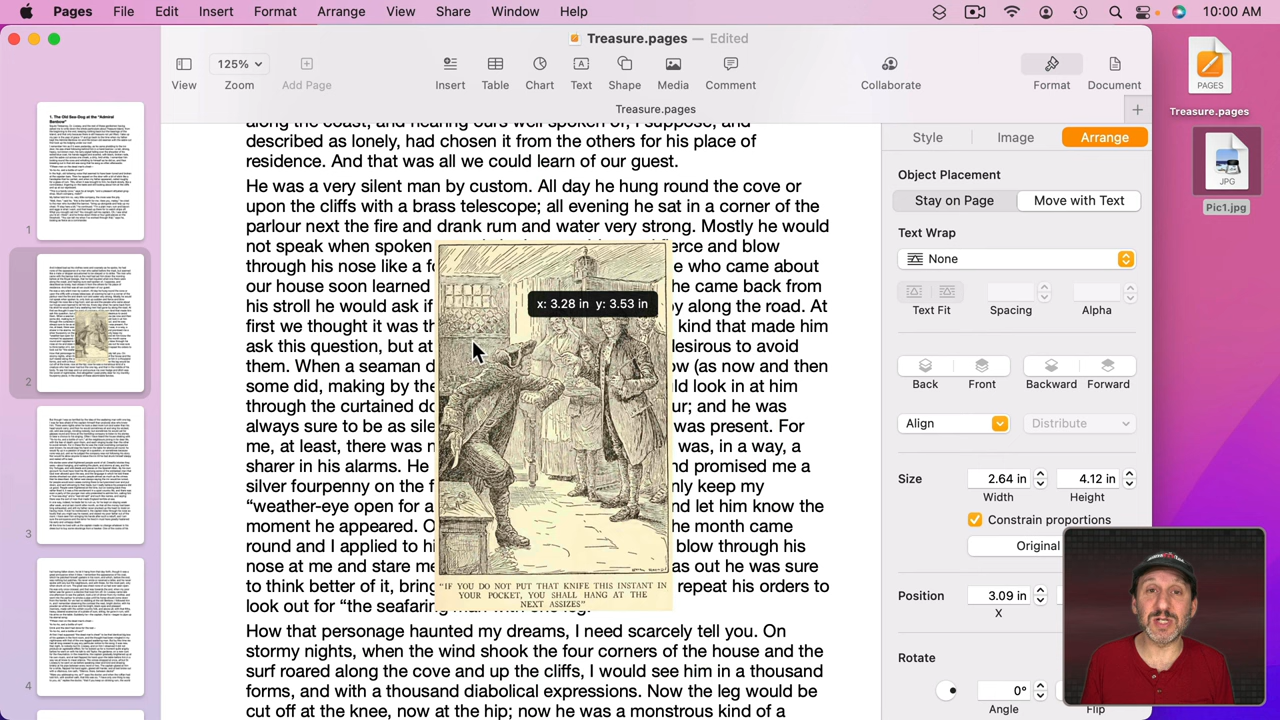 Pages File Edit Insert Format Arrange View Share Window Help 10:00 AM
Treasure.pages — Edited
125%
View Zoom Add Page Insert Table Chart Text Shape Media Comment Collaborate Format Document
Treasure.pages
PAGES
Treasure.pages
JPG
Pic1.jpg
1
2
3
4
1. The Old Sea-Dog at the "Admiral
Benbow"
described as lonely, had chosen it from the others for his place of
residence. And that was all we could learn of our guest.
He was a very silent man by custom. All day he hung round the cove or
upon the cliffs with a brass telescope; all evening he sat in a corner of the
parlour next the fire and drank rum and water very strong. Mostly he would
not speak when spoken fierce and blow
through his nose like a fo e who came about
our house soon learned he came back from
his stroll he would ask if y along the road. At
first we thought it was th kind that made him
ask this question, but at desirous to avoid
them. When a seaman d ow (as now and then
some did, making by the ld look in at him
through the curtained do ur; and he was
always sure to be as sile was present. For
me, at least, there was n was, in a way, a
sharer in his alarms. He nd promised me a
silver fourpenny on the f nly keep my
"weather-eye open for a nd let him know the
moment he appeared. O he month came
round and I applied to hi blow through his
nose at me and stare me as out he was sure
to think better of it, bring repeat his orders to
look out for “the seafaring
How that personage haunted my dreams, I need scarcely tell you. On
stormy nights, when the wind shook the four corners of the house and the
surf roared along the cove and up the cliffs, I would see him in a thousand
forms, and with a thousand diabolical expressions. Now the leg would be
cut off at the knee, now at the hip; now he was a monstrous kind of a
x: 3.28 in y: 3.53 in
"IF YOU DO NOT PUT THAT KNIFE THIS INSTANT IN
YOUR POCKET, YOU SHALL HANG AT THE
NEXT ASSIZES"
Style Image Arrange
Object Placement
Stay on Page Move with Text
Text Wrap
None
Text Fit Spacing Alpha
Back Front Backward Forward
Align Distribute
Size 2.64 in 4.12 in
Width Height
Constrain proportions
Original
Position 3.09 in
X
Rotate 0°
Angle Flip